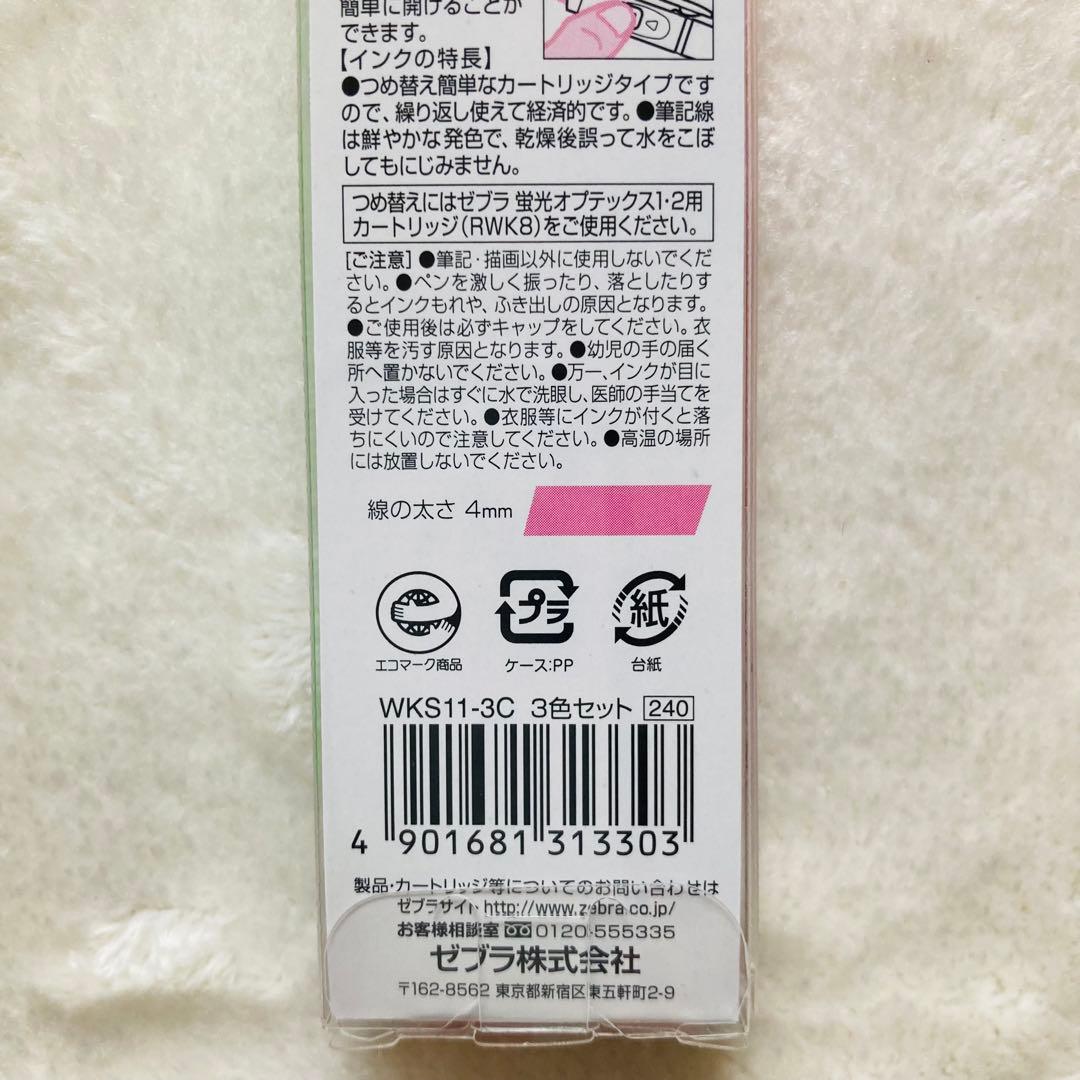 簡単に開けることが
できます。
【インクの特長】
●つめ替え簡単なカートリッジタイプです
ので、繰り返し使えて経済的です。●筆記線
は鮮やかな発色で、乾燥後誤って水をこぼ
してもにじみません。
つめ替えにはゼブラ 蛍光オプテックス1・2用
カートリッジ(RWK8)をご使用ください。
[ご注意] ●筆記・描画以外に使用しないでくだ
さい。●ペンを激しく振ったり、落としたりす
るとインクもれや、ふき出しの原因となります。
●ご使用後は必ずキャップをしてください。衣
服等を汚す原因となります。●幼児の手の届く
所へ置かないでください。●万一、インクが目に
入った場合はすぐに水で洗眼し、医師の手当てを
受けてください。●衣服等にインクが付くと落
ちにくいので注意してください。●高温の場所
には放置しないでください。
線の太さ 4mm
プラ
紙
エコマーク商品
ケース:PP
台紙
WKS11-3C 3色セット 240
4 901681 313303
製品・カートリッジ等についてのお問い合わせは
ゼブラサイト http://www.zebra.co.jp/
お客様相談室 0120-555335
ゼブラ株式会社
〒162-8562 東京都新宿区東五軒町2-9